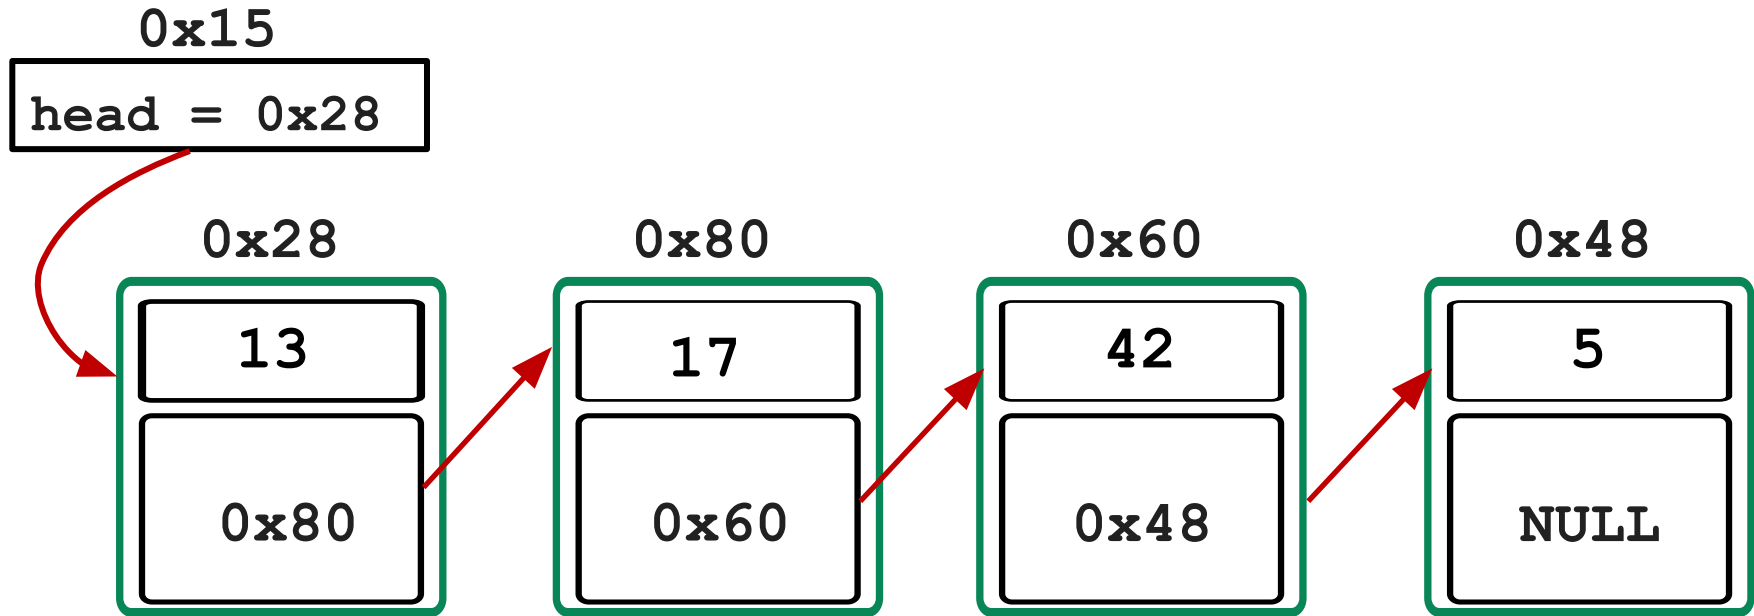 0x15
head = 0x28
0x28 0x80 0x60 0x48
13 17 42 5
0x80 0x60 0x48 NULL